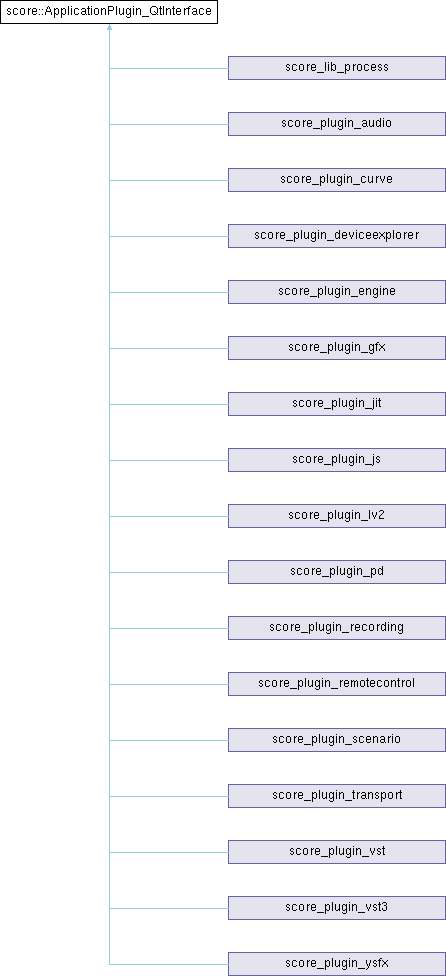 score::ApplicationPlugin_QtInterface
score_lib_process
score_plugin_audio
score_plugin_curve
score_plugin_deviceexplorer
score_plugin_engine
score_plugin_gfx
score_plugin_jit
score_plugin_js
score_plugin_lv2
score_plugin_pd
score_plugin_recording
score_plugin_remotecontrol
score_plugin_scenario
score_plugin_transport
score_plugin_vst
score_plugin_vst3
score_plugin_ysfx